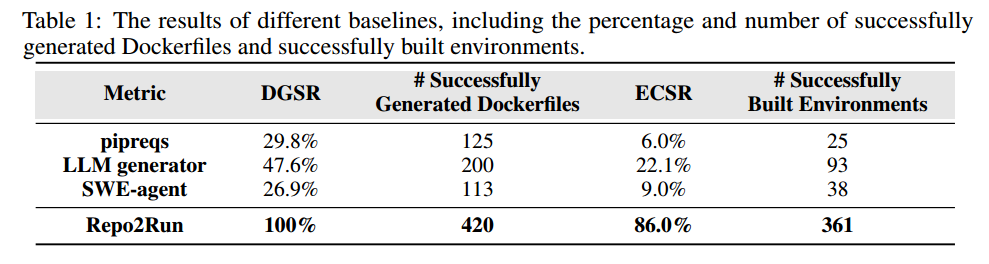 Table 1: The results of different baselines, including the percentage and number of successfully
generated Dockerfiles and successfully built environments.
Metric DGSR # Successfully Generated Dockerfiles ECSR # Successfully Built Environments
pipreqs 29.8% 125 6.0% 25
LLM generator 47.6% 200 22.1% 93
SWE-agent 26.9% 113 9.0% 38
Repo2Run 100% 420 86.0% 361